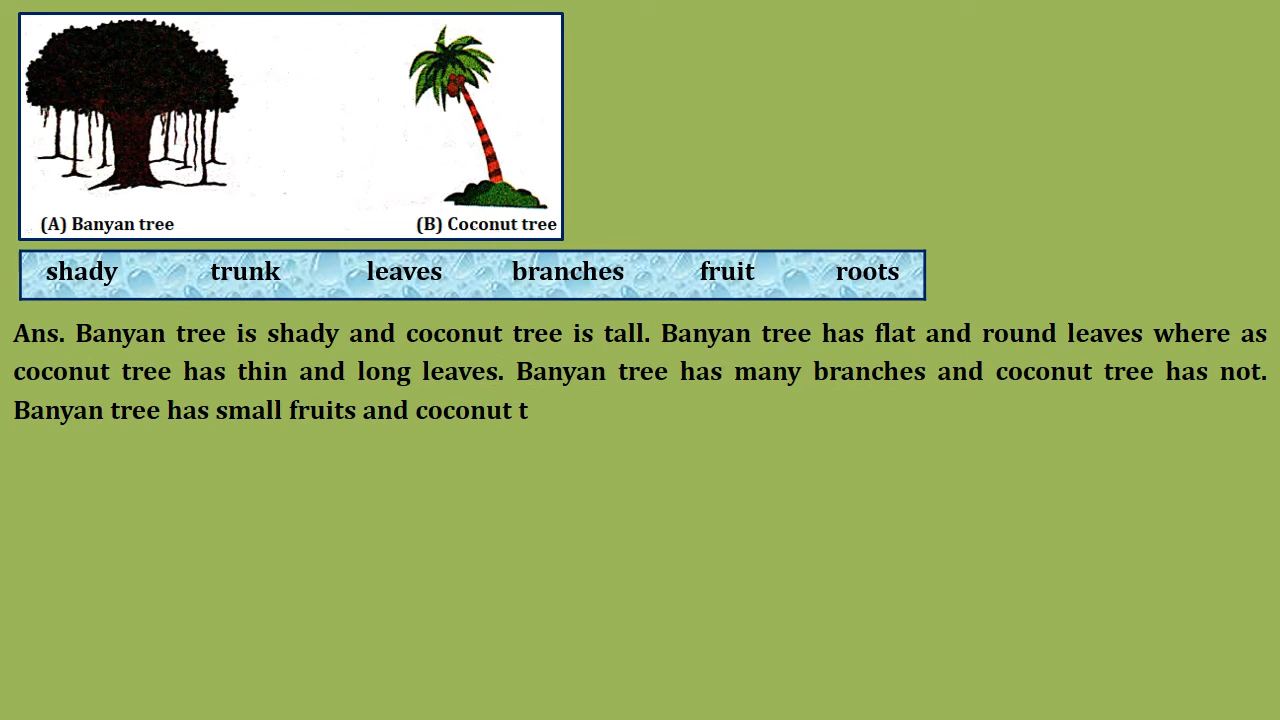 (A) Banyan tree (B) Coconut tree
shady trunk leaves branches fruit roots
Ans. Banyan tree is shady and coconut tree is tall. Banyan tree has flat and round leaves where as
coconut tree has thin and long leaves. Banyan tree has many branches and coconut tree has not.
Banyan tree has small fruits and coconut t